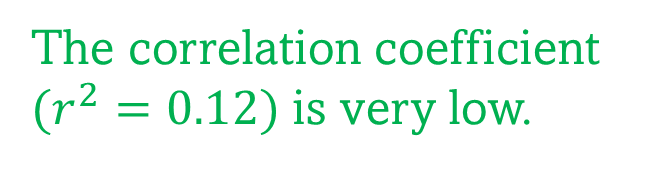 The correlation coefficient
(r² = 0.12) is very low.